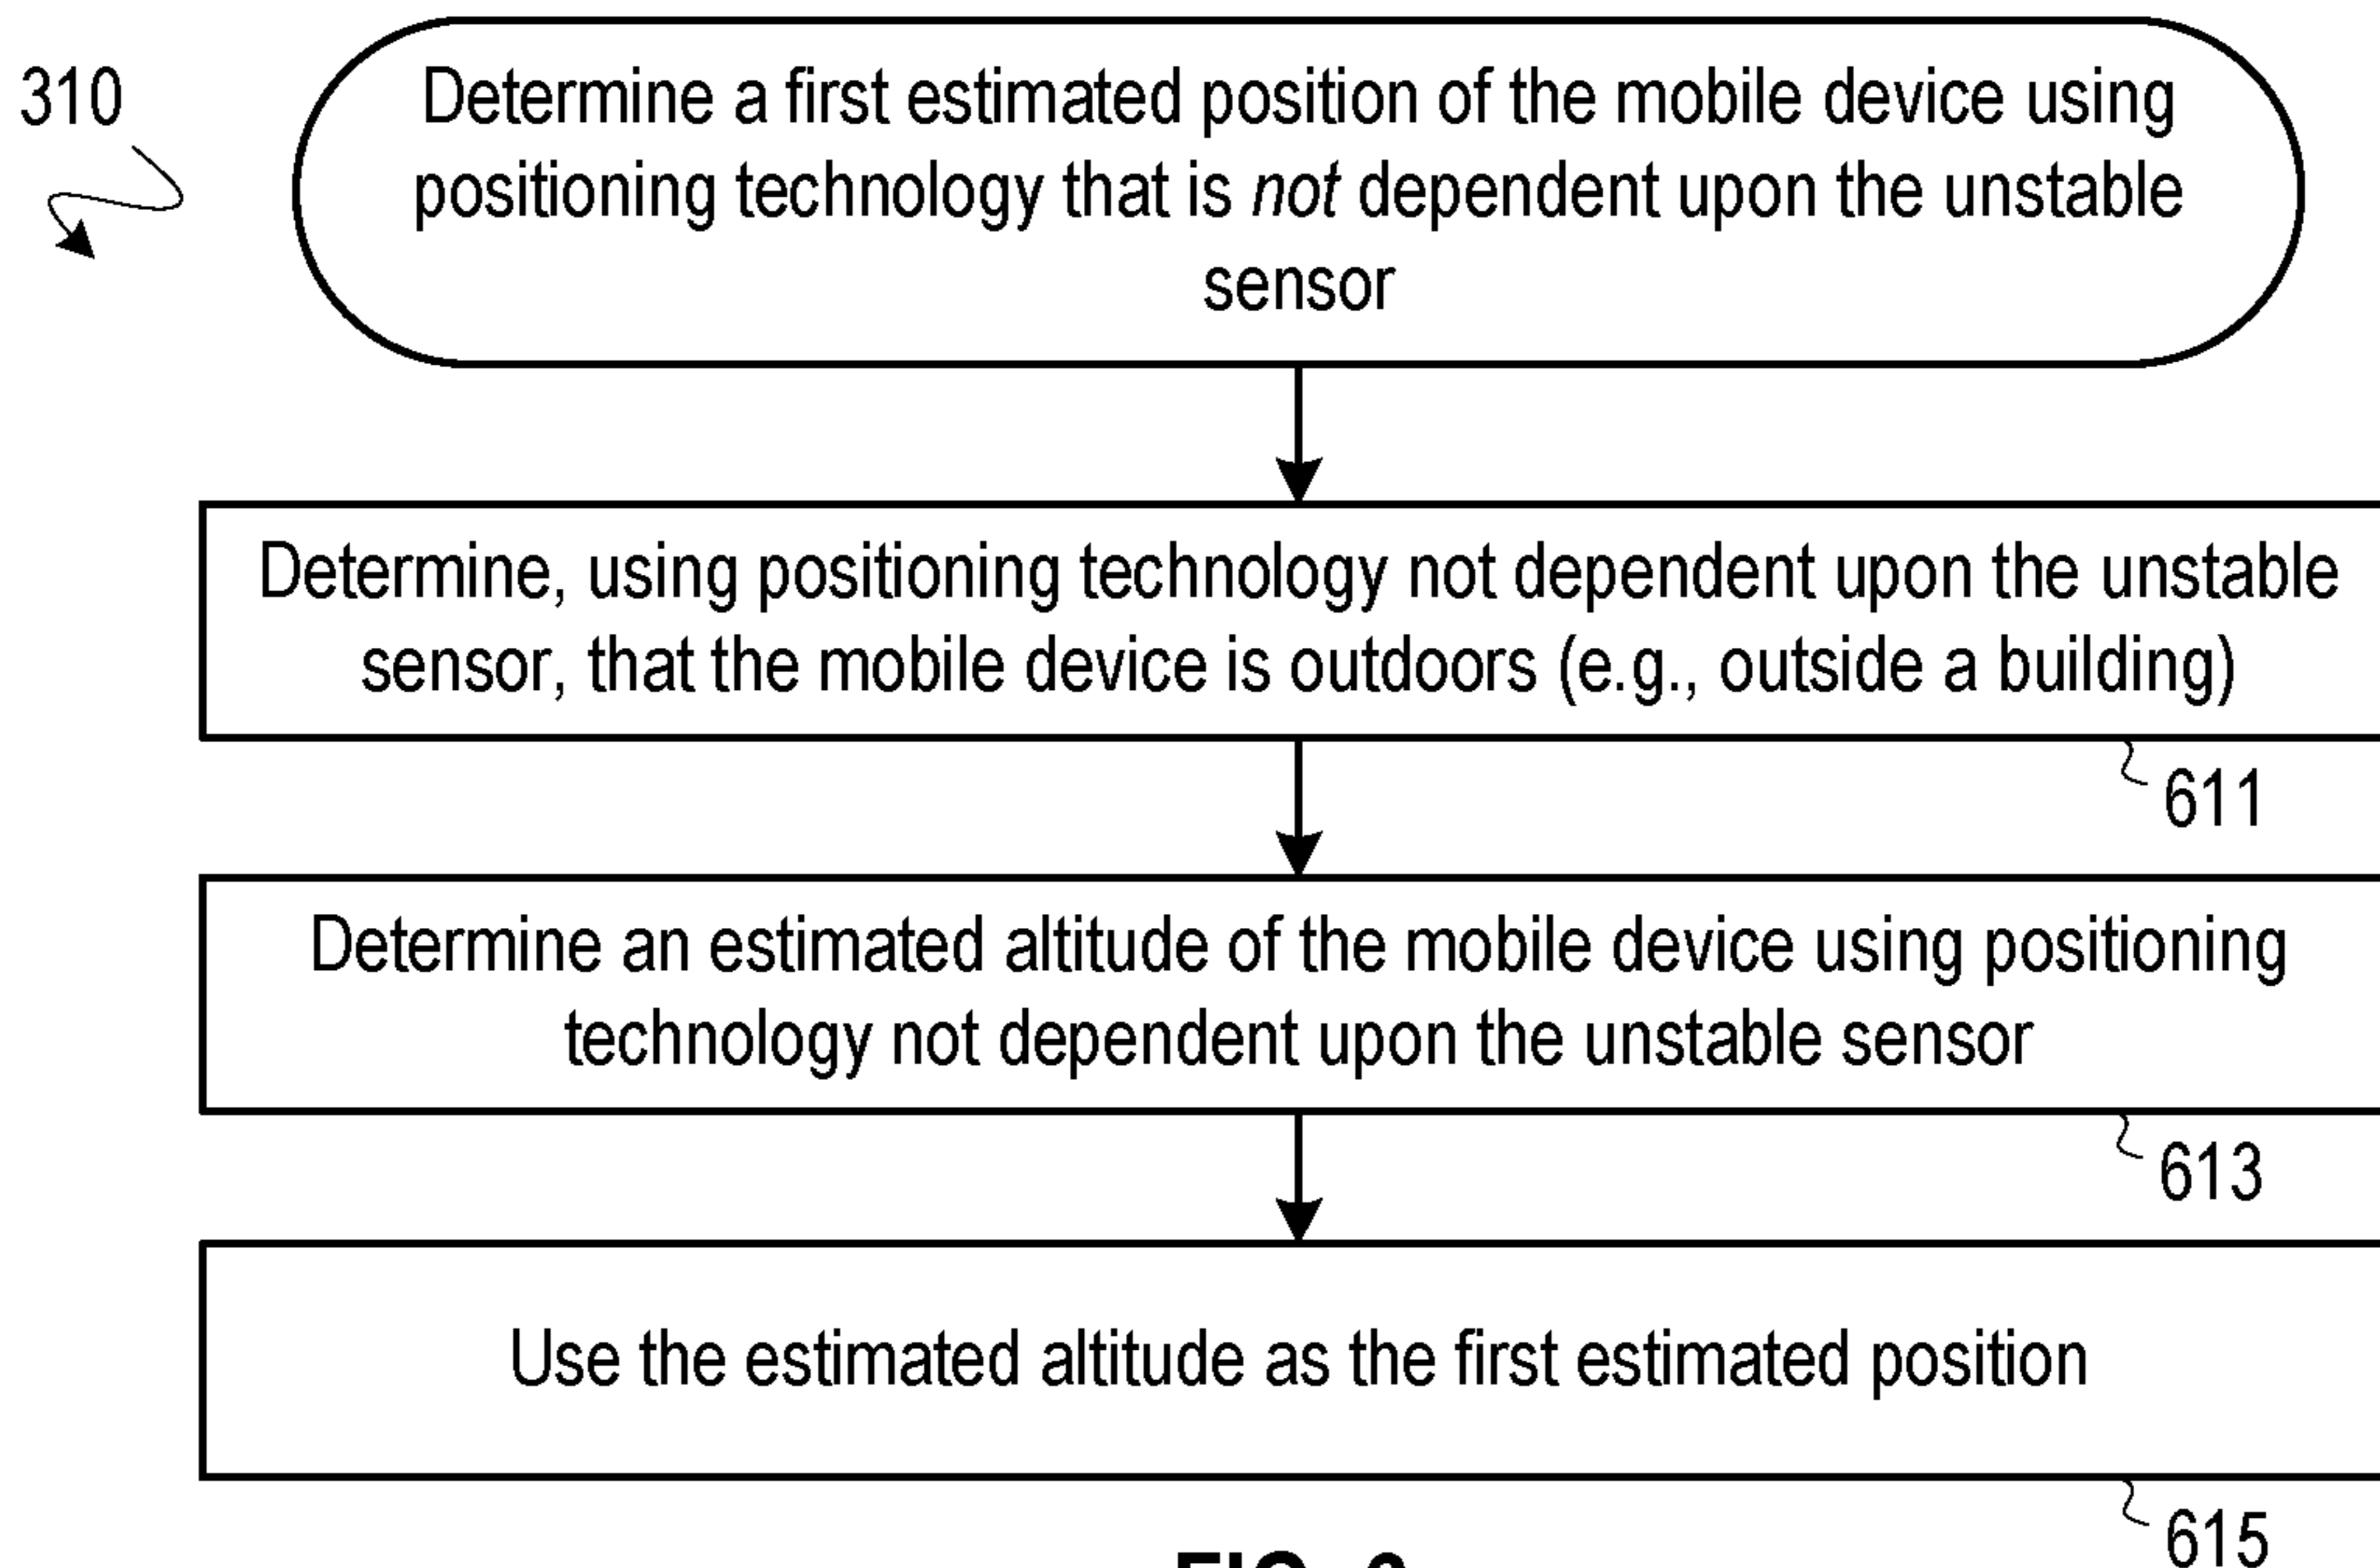 310
Determine a first estimated position of the mobile device using
positioning technology that is not dependent upon the unstable
sensor
Determine, using positioning technology not dependent upon the unstable
sensor, that the mobile device is outdoors (e.g., outside a building)
611
Determine an estimated altitude of the mobile device using positioning
technology not dependent upon the unstable sensor
613
Use the estimated altitude as the first estimated position
615
FIG.